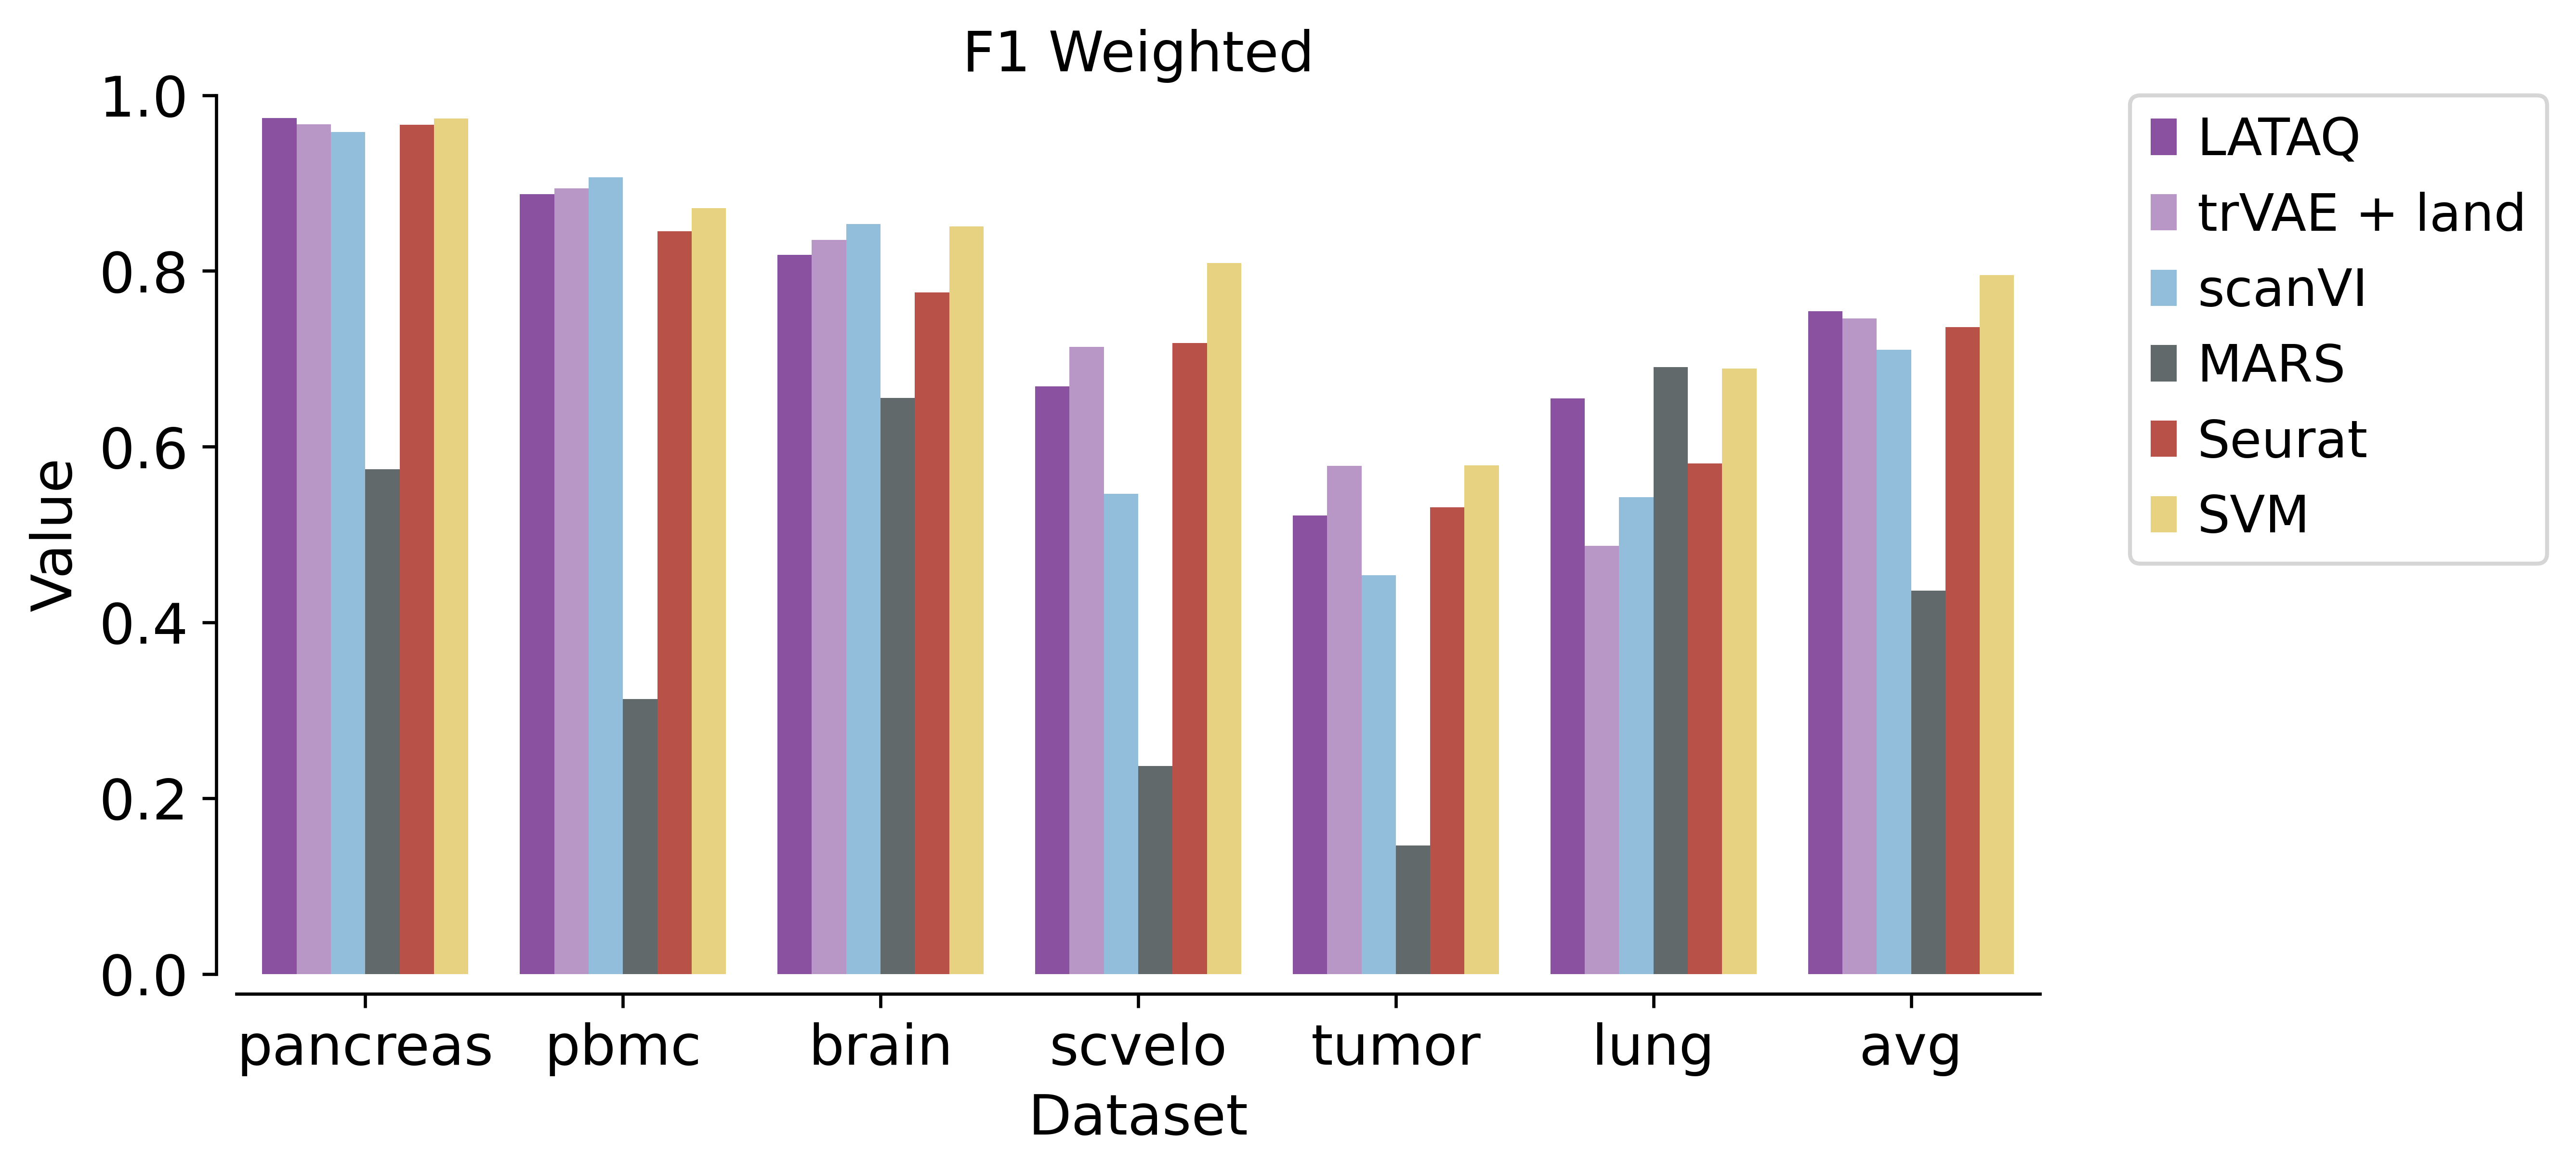 F1 Weighted
1.0
0.8
0.6
0.4
0.2
0.0
Value
pancreas
pbmc
brain
scvelo
tumor
lung
avg
Dataset
LATAQ
trVAE + land
scanVI
MARS
Seurat
SVM